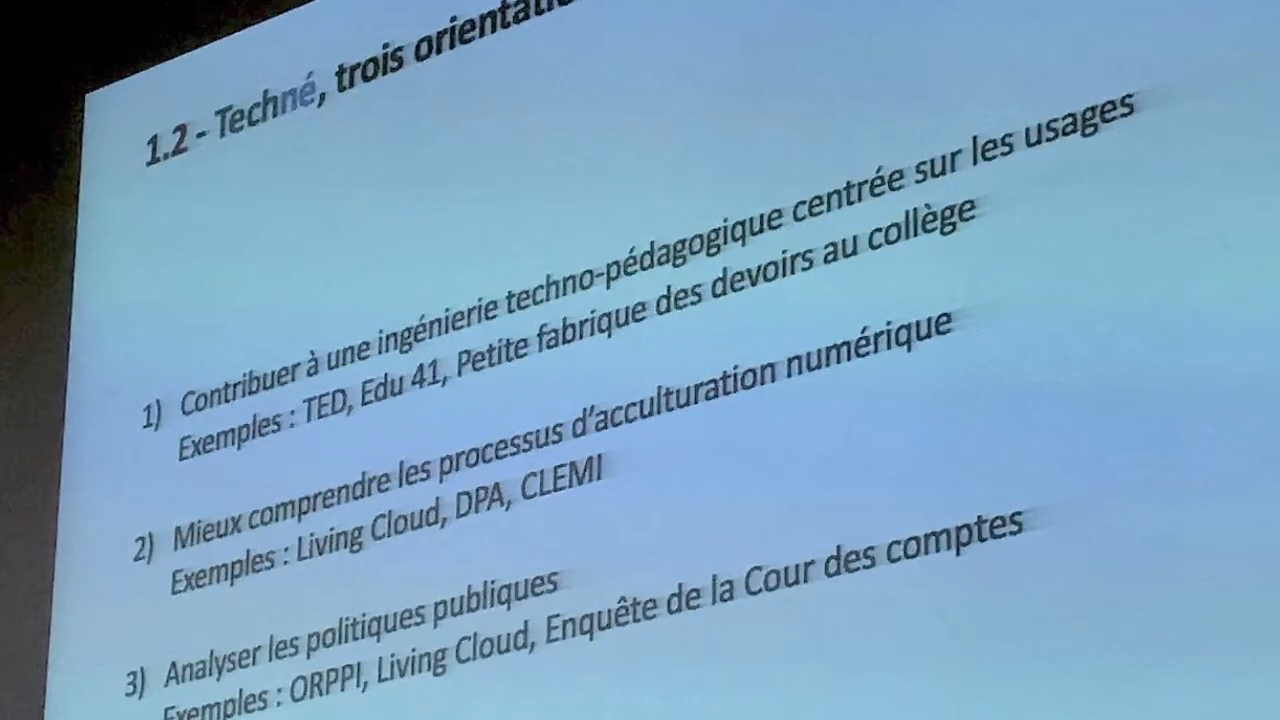 1.2 - Techné, trois
1) Contribuer à une ingénierie techno-pédagogique centrée sur les usages
Exemples : TED, Edu 41, Petite fabrique des devoirs au collège
2) Mieux comprendre les processus d'acculturation numérique
Exemples : Living Cloud, DPA, CLEMI
3) Analyser les politiques publiques
Exemples : ORPPI, Living Cloud, Enquête de la Cour des comptes